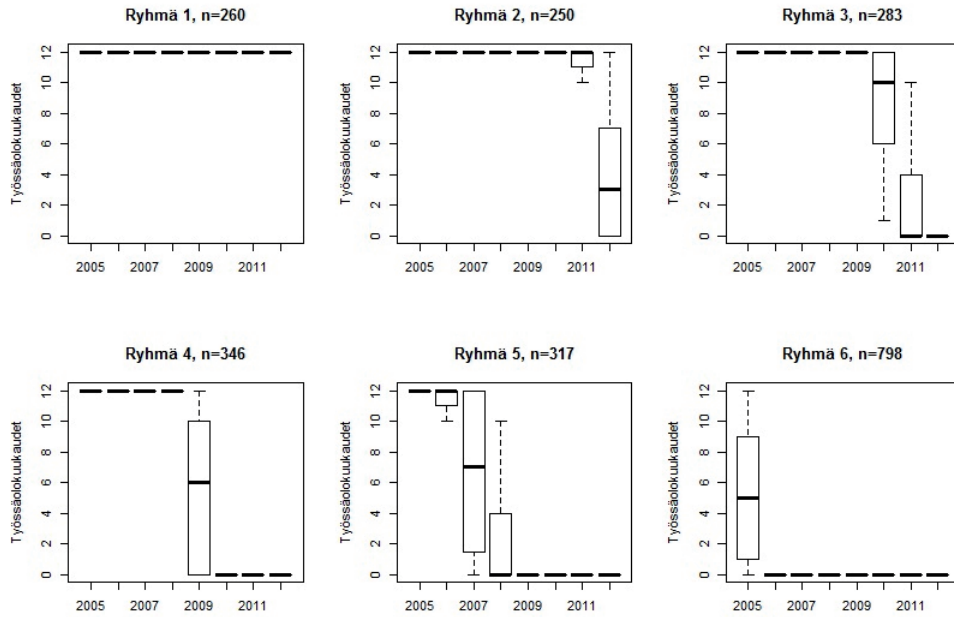 Ryhmä 1, n=260
Työssäolokuukaudet
12
10
8
6
4
2
0
2005 2007 2009 2011
Ryhmä 2, n=250
Työssäolokuukaudet
12
10
8
6
4
2
0
2005 2007 2009 2011
Ryhmä 3, n=283
Työssäolokuukaudet
12
10
8
6
4
2
0
2005 2007 2009 2011
Ryhmä 4, n=346
Työssäolokuukaudet
12
10
8
6
4
2
0
2005 2007 2009 2011
Ryhmä 5, n=317
Työssäolokuukaudet
12
10
8
6
4
2
0
2005 2007 2009 2011
Ryhmä 6, n=798
Työssäolokuukaudet
12
10
8
6
4
2
0
2005 2007 2009 2011